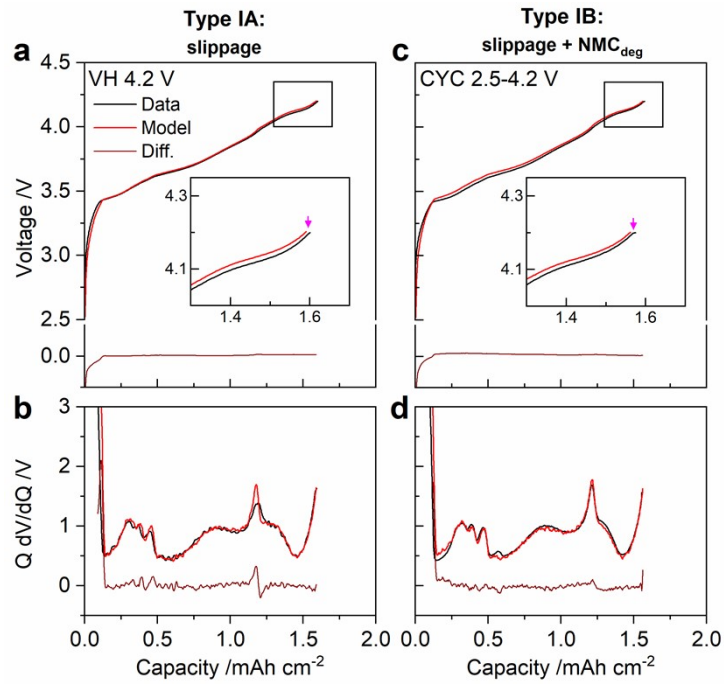 Type IA:
slippage
Type IB:
slippage + NMCdeg
a
c
VH 4.2 V
Data
Model
Diff.
CYC 2.5-4.2 V
Voltage /V
4.5
4.0
3.5
3.0
2.5
0.0
4.3
4.1
1.4 1.6
4.3
4.1
1.4 1.6
b
d
Q dV/dQ /V
3
2
1
0
0.0 0.5 1.0 1.5 2.0
0.0 0.5 1.0 1.5 2.0
Capacity /mAh cm-2
Capacity /mAh cm-2